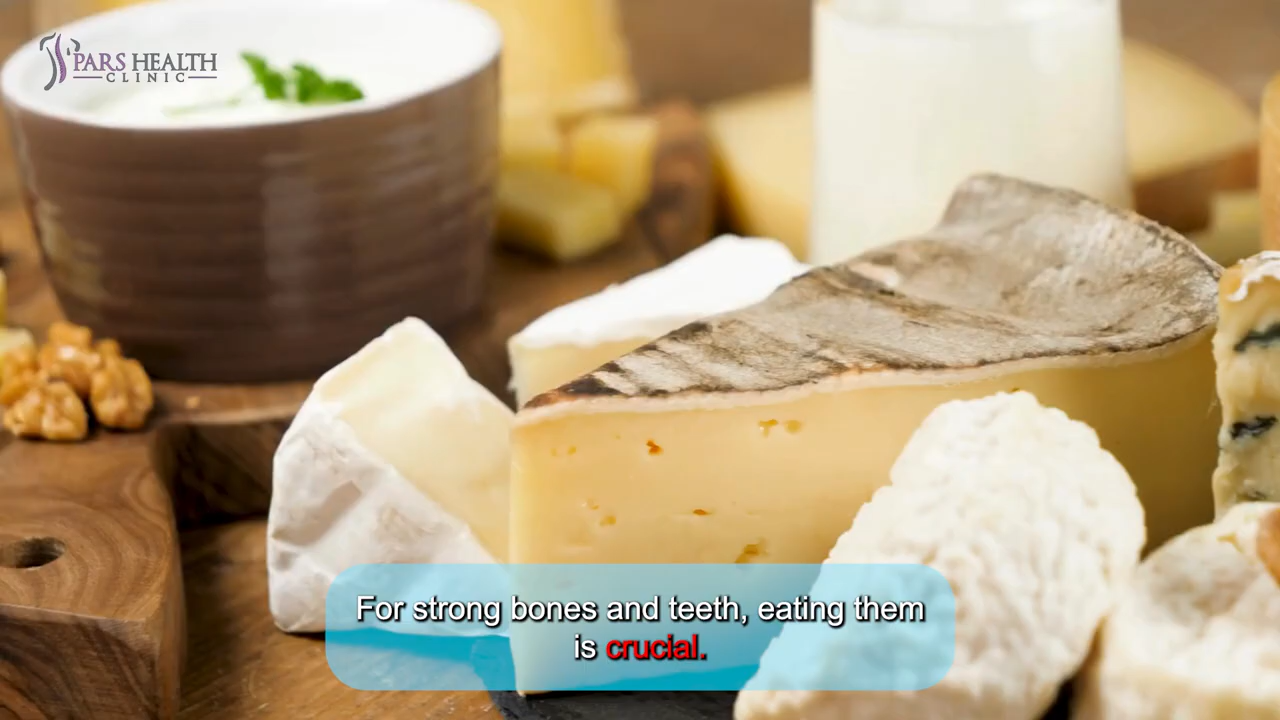 PARS HEALTH
CLINIC
For strong bones and teeth, eating them
is crucial.